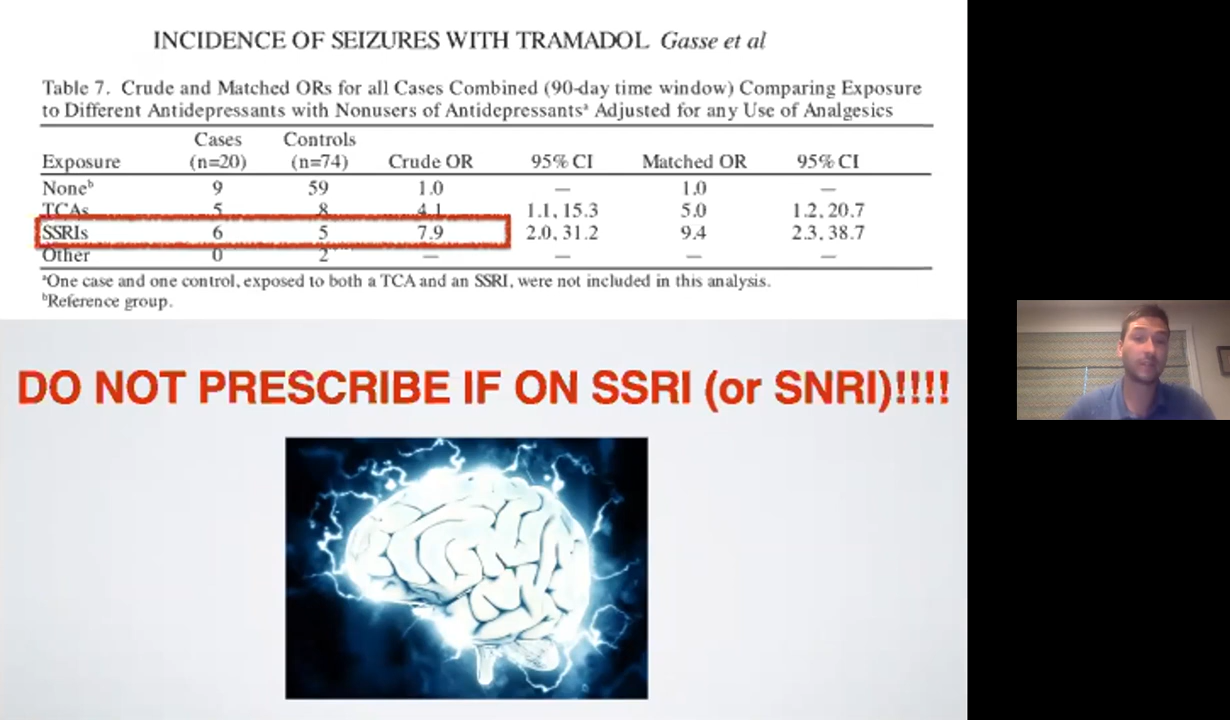 INCIDENCE OF SEIZURES WITH TRAMADOL Gasse et al
Table 7. Crude and Matched ORs for all Cases Combined (90-day time window) Comparing Exposure
to Different Antidepressants with Nonusers of Antidepressantsᵃ Adjusted for any Use of Analgesics
Cases Controls
Exposure (n=20) (n=74) Crude OR 95% CI Matched OR 95% CI
Noneᵇ 9 59 1.0 — 1.0 —
TCAs 5 8 4.1 1.1, 15.3 5.0 1.2, 20.7
SSRIs 6 5 7.9 2.0, 31.2 9.4 2.3, 38.7
Other 0 2 — — — —
ᵃOne case and one control, exposed to both a TCA and an SSRI, were not included in this analysis.
ᵇReference group.
DO NOT PRESCRIBE IF ON SSRI (or SNRI)!!!!